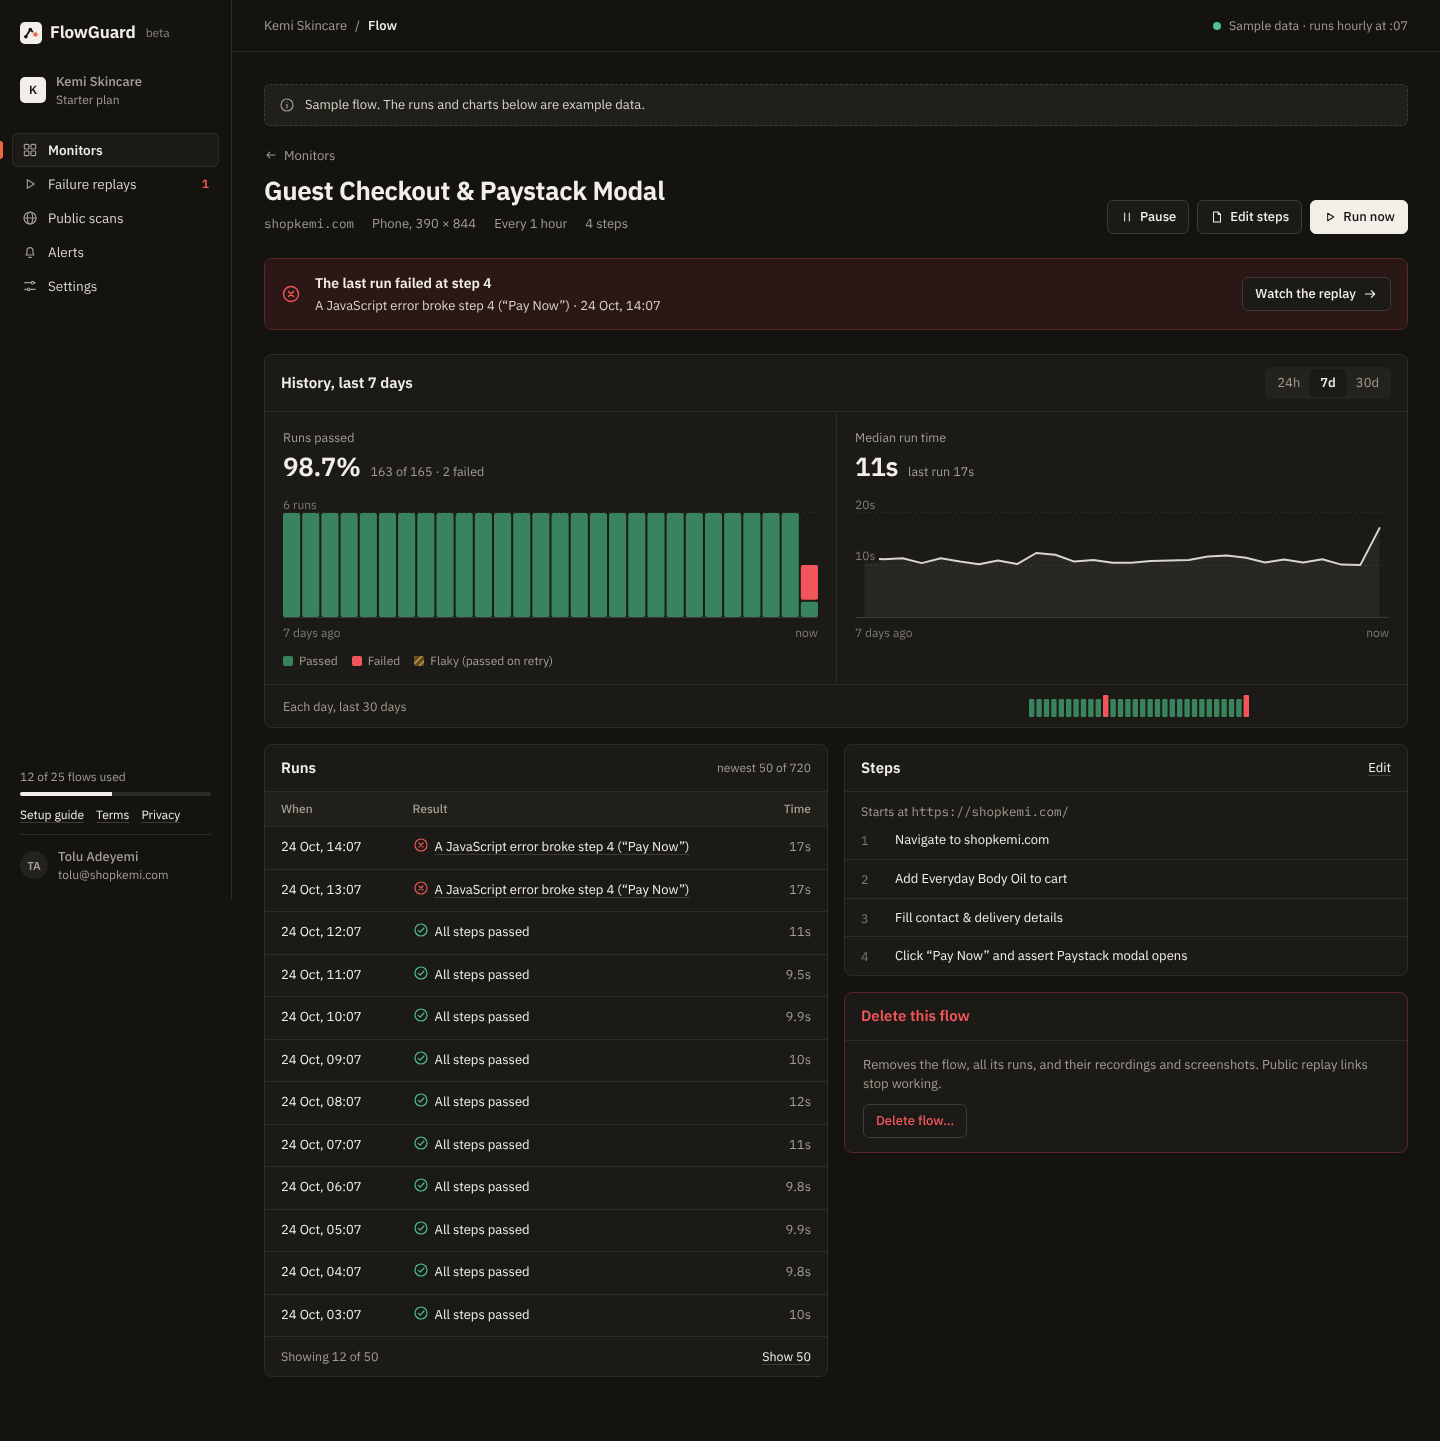 FlowGuard beta
K
Kemi Skincare
Starter plan
Monitors
Failure replays 1
Public scans
Alerts
Settings
12 of 25 flows used
Setup guide Terms Privacy
TA
Tolu Adeyemi
tolu@shopkemi.com
Kemi Skincare / Flow
Sample data · runs hourly at :07
Sample flow. The runs and charts below are example data.
← Monitors
Guest Checkout & Paystack Modal
shopkemi.com Phone, 390 × 844 Every 1 hour 4 steps
Pause Edit steps Run now
The last run failed at step 4
A JavaScript error broke step 4 (“Pay Now”) · 24 Oct, 14:07
Watch the replay →
History, last 7 days
24h 7d 30d
Runs passed
98.7% 163 of 165 · 2 failed
6 runs
7 days ago now
Passed Failed Flaky (passed on retry)
Median run time
11s last run 17s
20s
10s
7 days ago now
Each day, last 30 days
Runs newest 50 of 720
When Result Time
24 Oct, 14:07 A JavaScript error broke step 4 (“Pay Now”) 17s
24 Oct, 13:07 A JavaScript error broke step 4 (“Pay Now”) 17s
24 Oct, 12:07 All steps passed 11s
24 Oct, 11:07 All steps passed 9.5s
24 Oct, 10:07 All steps passed 9.9s
24 Oct, 09:07 All steps passed 10s
24 Oct, 08:07 All steps passed 12s
24 Oct, 07:07 All steps passed 11s
24 Oct, 06:07 All steps passed 9.8s
24 Oct, 05:07 All steps passed 9.9s
24 Oct, 04:07 All steps passed 9.8s
24 Oct, 03:07 All steps passed 10s
Showing 12 of 50 Show 50
Steps Edit
Starts at https://shopkemi.com/
1 Navigate to shopkemi.com
2 Add Everyday Body Oil to cart
3 Fill contact & delivery details
4 Click “Pay Now” and assert Paystack modal opens
Delete this flow
Removes the flow, all its runs, and their recordings and screenshots. Public replay links
stop working.
Delete flow...